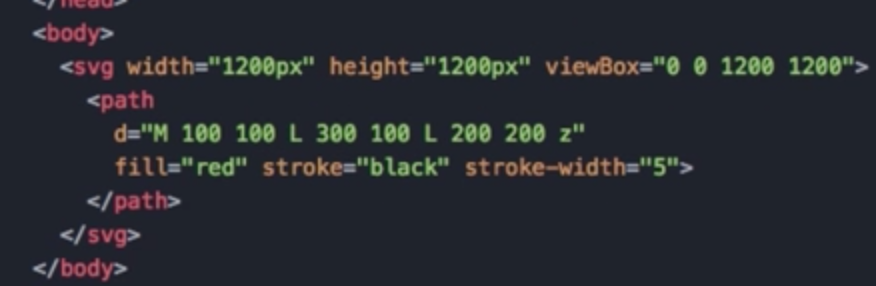 </head>
<body>
<svg width="1200px" height="1200px" viewBox="0 0 1200 1200">
<path
d="M 100 100 L 300 100 L 200 200 z"
fill="red" stroke="black" stroke-width="5">
</path>
</svg>
</body>